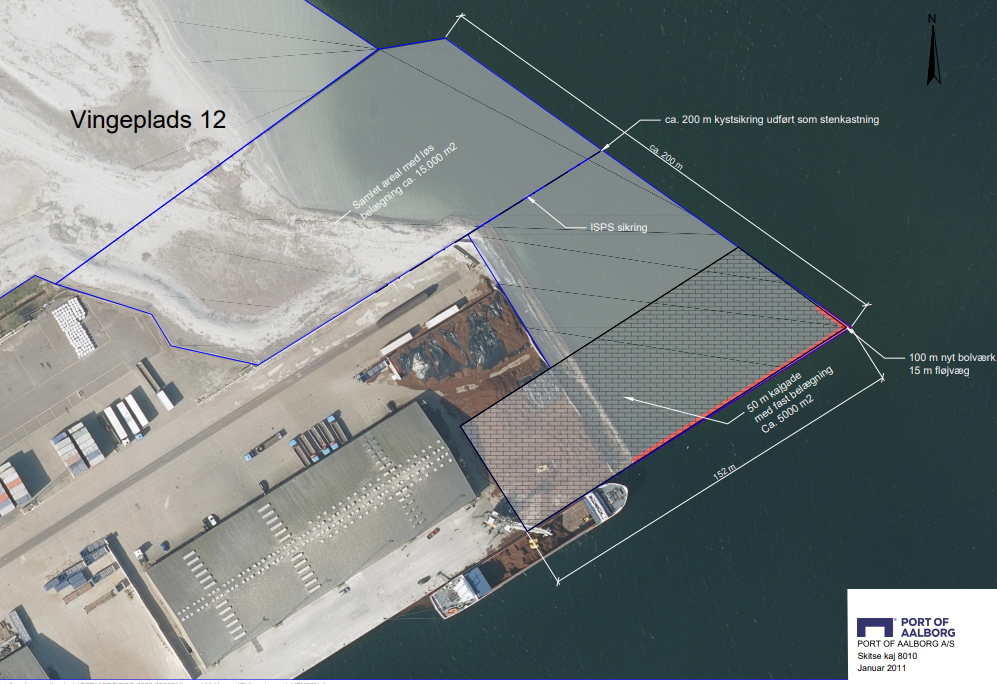 N
Vingeplads 12
ca. 200 m kystsikring udført som stenkastning
ca. 200 m
Samlet areal med løs
belægning ca. 15.000 m2
ISPS sikring
100 m nyt bolværk
15 m fløjvæg
50 m kajgade
med fast belægning
Ca. 5000 m2
152 m
PORT OF
AALBORG
PORT OF AALBORG A/S
Skitse kaj 8010
Januar 2011